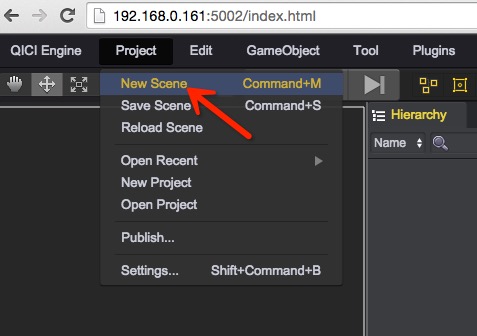 192.168.0.161:5002/index.html
QICI Engine Project Edit GameObject Tool Plugins
New Scene Command+M
Save Scene Command+S
Reload Scene
Open Recent
New Project
Open Project
Publish...
Settings... Shift+Command+B
Hierarchy
Name